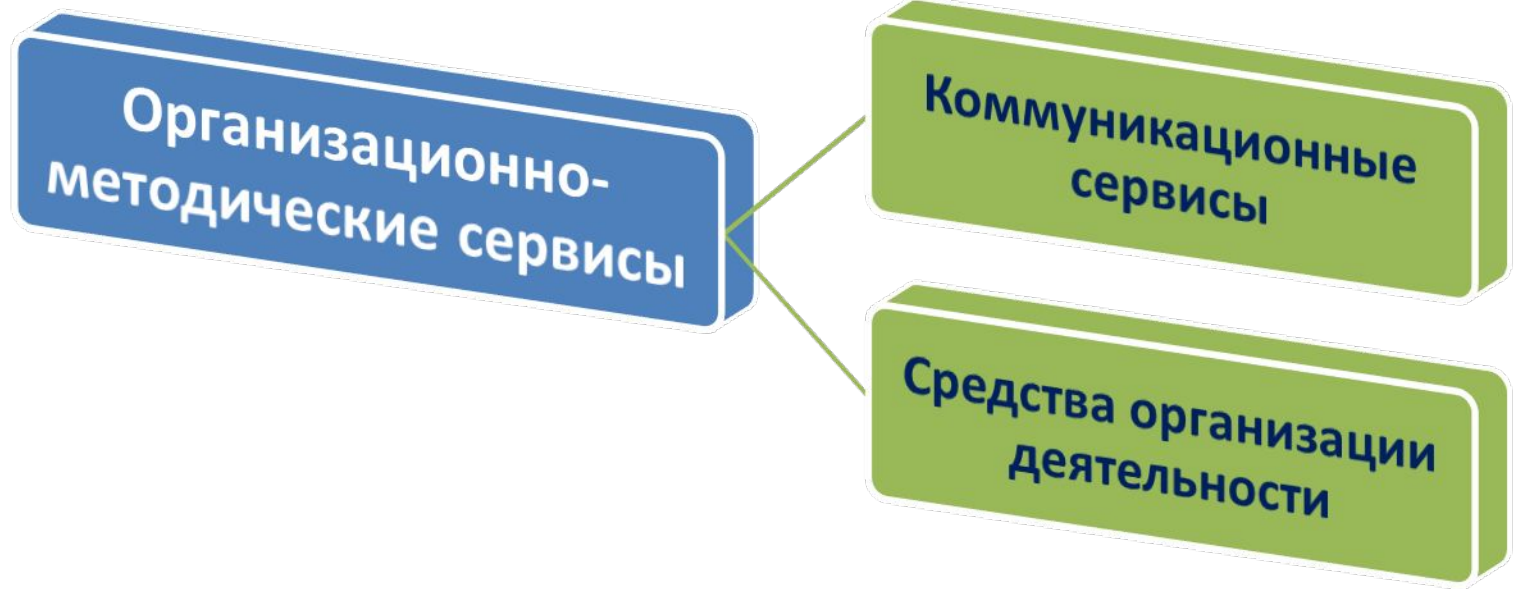 Организационно-
методические сервисы
Коммуникационные
сервисы
Средства организации
деятельности